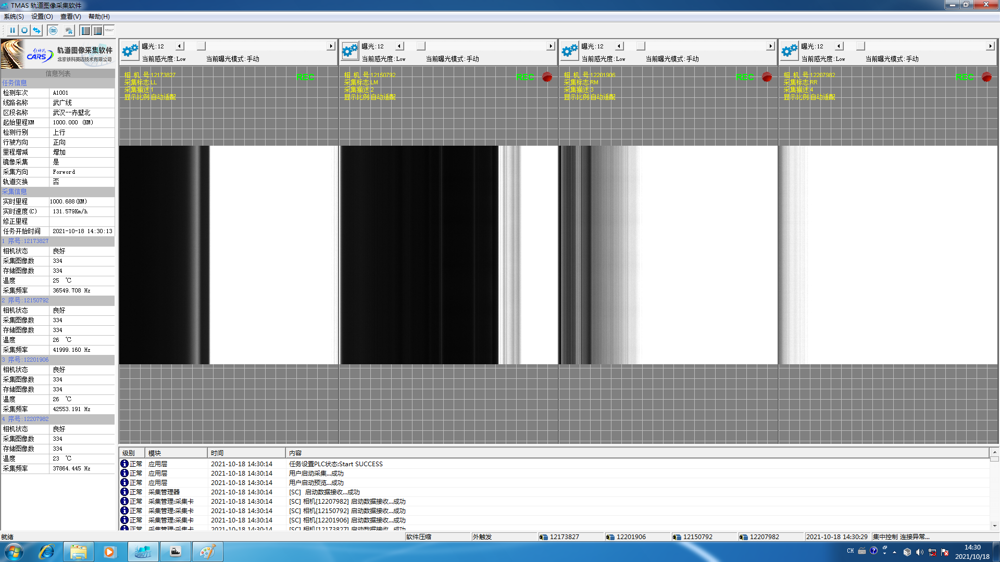 TMAS 轨道图像采集软件
系统(S) 设置(O) 查看(V) 帮助(H)
CARS 轨道图像采集软件
北京铁科英迈技术有限公司
信息列表
任务信息
检测车次 A1001
线路名称 武广线
区段名称 武汉--赤壁北
起始里程KM 1000.000 (KM)
检测行别 上行
行驶方向 正向
里程增减 增加
镜像采集 是
采集方向 Forword
轨道交换 否
采集信息
实时里程 1000.688(KM)
实时速度(C) 131.579Km/h
修正里程
任务开始时间 2021-10-18 14:30:13
1 序号:12173827
相机状态 良好
采集图像数 334
存储图像数 334
温度 25 ℃
采集频率 36549.708 Hz
2 序号:12150792
相机状态 良好
采集图像数 334
存储图像数 334
温度 26 ℃
采集频率 41999.160 Hz
3 序号:12201906
相机状态 良好
采集图像数 334
存储图像数 334
温度 26 ℃
采集频率 42553.191 Hz
4 序号:12207982
相机状态 良好
采集图像数 334
存储图像数 334
温度 23 ℃
采集频率 37864.445 Hz
曝光:12
当前感光度:Low 当前曝光模式:手动
相 机 号:12173827 REC
采集标志:LL
采集描述:1
显示比例:自动适配
曝光:12
当前感光度:Low 当前曝光模式:手动
相 机 号:12150792 REC
采集标志:LM
采集描述:2
显示比例:自动适配
曝光:12
当前感光度:Low 当前曝光模式:手动
相 机 号:12201906 REC
采集标志:RM
采集描述:3
显示比例:自动适配
曝光:12
当前感光度:Low 当前曝光模式:手动
相 机 号:12207982 REC
采集标志:RR
采集描述:4
显示比例:自动适配
级别 模块 时间 内容
正常 应用层 2021-10-18 14:30:14 任务设置PLC状态:Start SUCCESS
正常 应用层 2021-10-18 14:30:14 用户启动采集...成功
正常 应用层 2021-10-18 14:30:14 用户启动预览...成功
正常 采集管理器 2021-10-18 14:30:14 [SC] 启动数据接收...成功
正常 采集管理:采集卡 2021-10-18 14:30:14 [SC] 相机[12207982] 启动数据接收...成功
正常 采集管理:采集卡 2021-10-18 14:30:14 [SC] 相机[12150792] 启动数据接收...成功
正常 采集管理:采集卡 2021-10-18 14:30:14 [SC] 相机[12201906] 启动数据接收...成功
正常 采集管理:采集卡 2021-10-18 14:30:14 [SC] 相机[12173827] 启动数据接收...成功
就绪 软件压缩 外触发 12173827 12201906 12150792 12207982 2021-10-18 14:30:29 集中控制 连接异常...
CH 14:30
2021/10/18